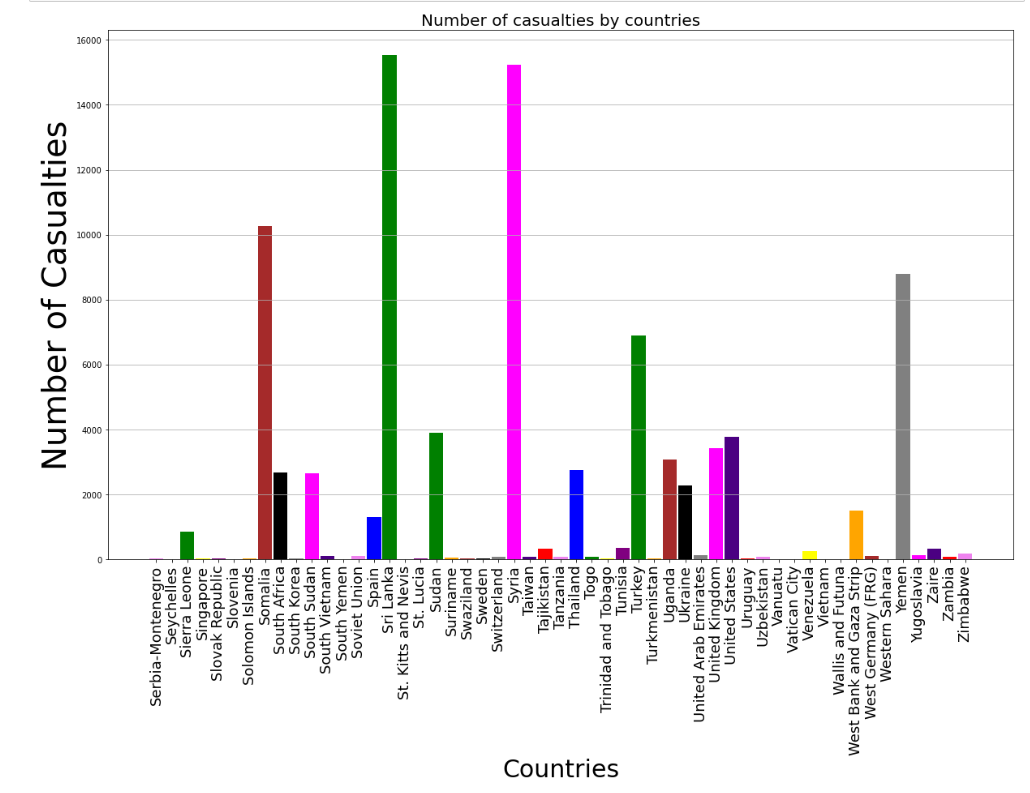 Number of casualties by countries
Number of Casualties
16000
14000
12000
10000
8000
6000
4000
2000
0
Serbia-Montenegro
Seychelles
Sierra Leone
Singapore
Slovak Republic
Slovenia
Solomon Islands
Somalia
South Africa
South Korea
South Sudan
South Vietnam
South Yemen
Soviet Union
Spain
Sri Lanka
St. Kitts and Nevis
St. Lucia
Sudan
Suriname
Swaziland
Sweden
Switzerland
Syria
Taiwan
Tajikistan
Tanzania
Thailand
Togo
Trinidad and Tobago
Tunisia
Turkey
Turkmenistan
Uganda
Ukraine
United Arab Emirates
United Kingdom
United States
Uruguay
Uzbekistan
Vanuatu
Vatican City
Venezuela
Vietnam
Wallis and Futuna
West Bank and Gaza Strip
West Germany (FRG)
Western Sahara
Yemen
Yugoslavia
Zaire
Zambia
Zimbabwe
Countries